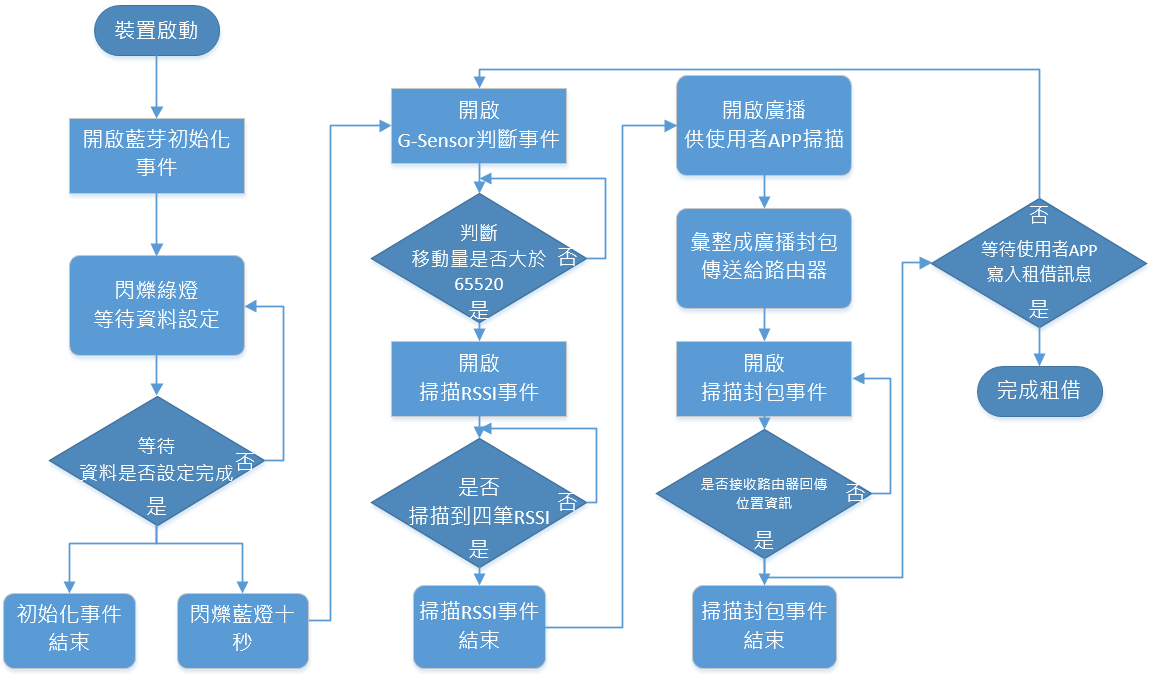 裝置啟動
開啟藍芽初始化
事件
閃爍綠燈
等待資料設定
等待
資料是否設定完成
否
是
初始化事件
結束
閃爍藍燈十
秒
開啟
G-Sensor判斷事件
判斷
移動量是否大於
65520
否
是
開啟
掃描RSSI事件
是否
掃描到四筆RSSI
否
是
掃描RSSI事件
結束
開啟廣播
供使用者APP掃描
彙整成廣播封包
傳送給路由器
開啟
掃描封包事件
是否接收路由器回傳
位置資訊
否
是
掃描封包事件
結束
否
等待使用者APP
寫入租借訊息
是
完成租借